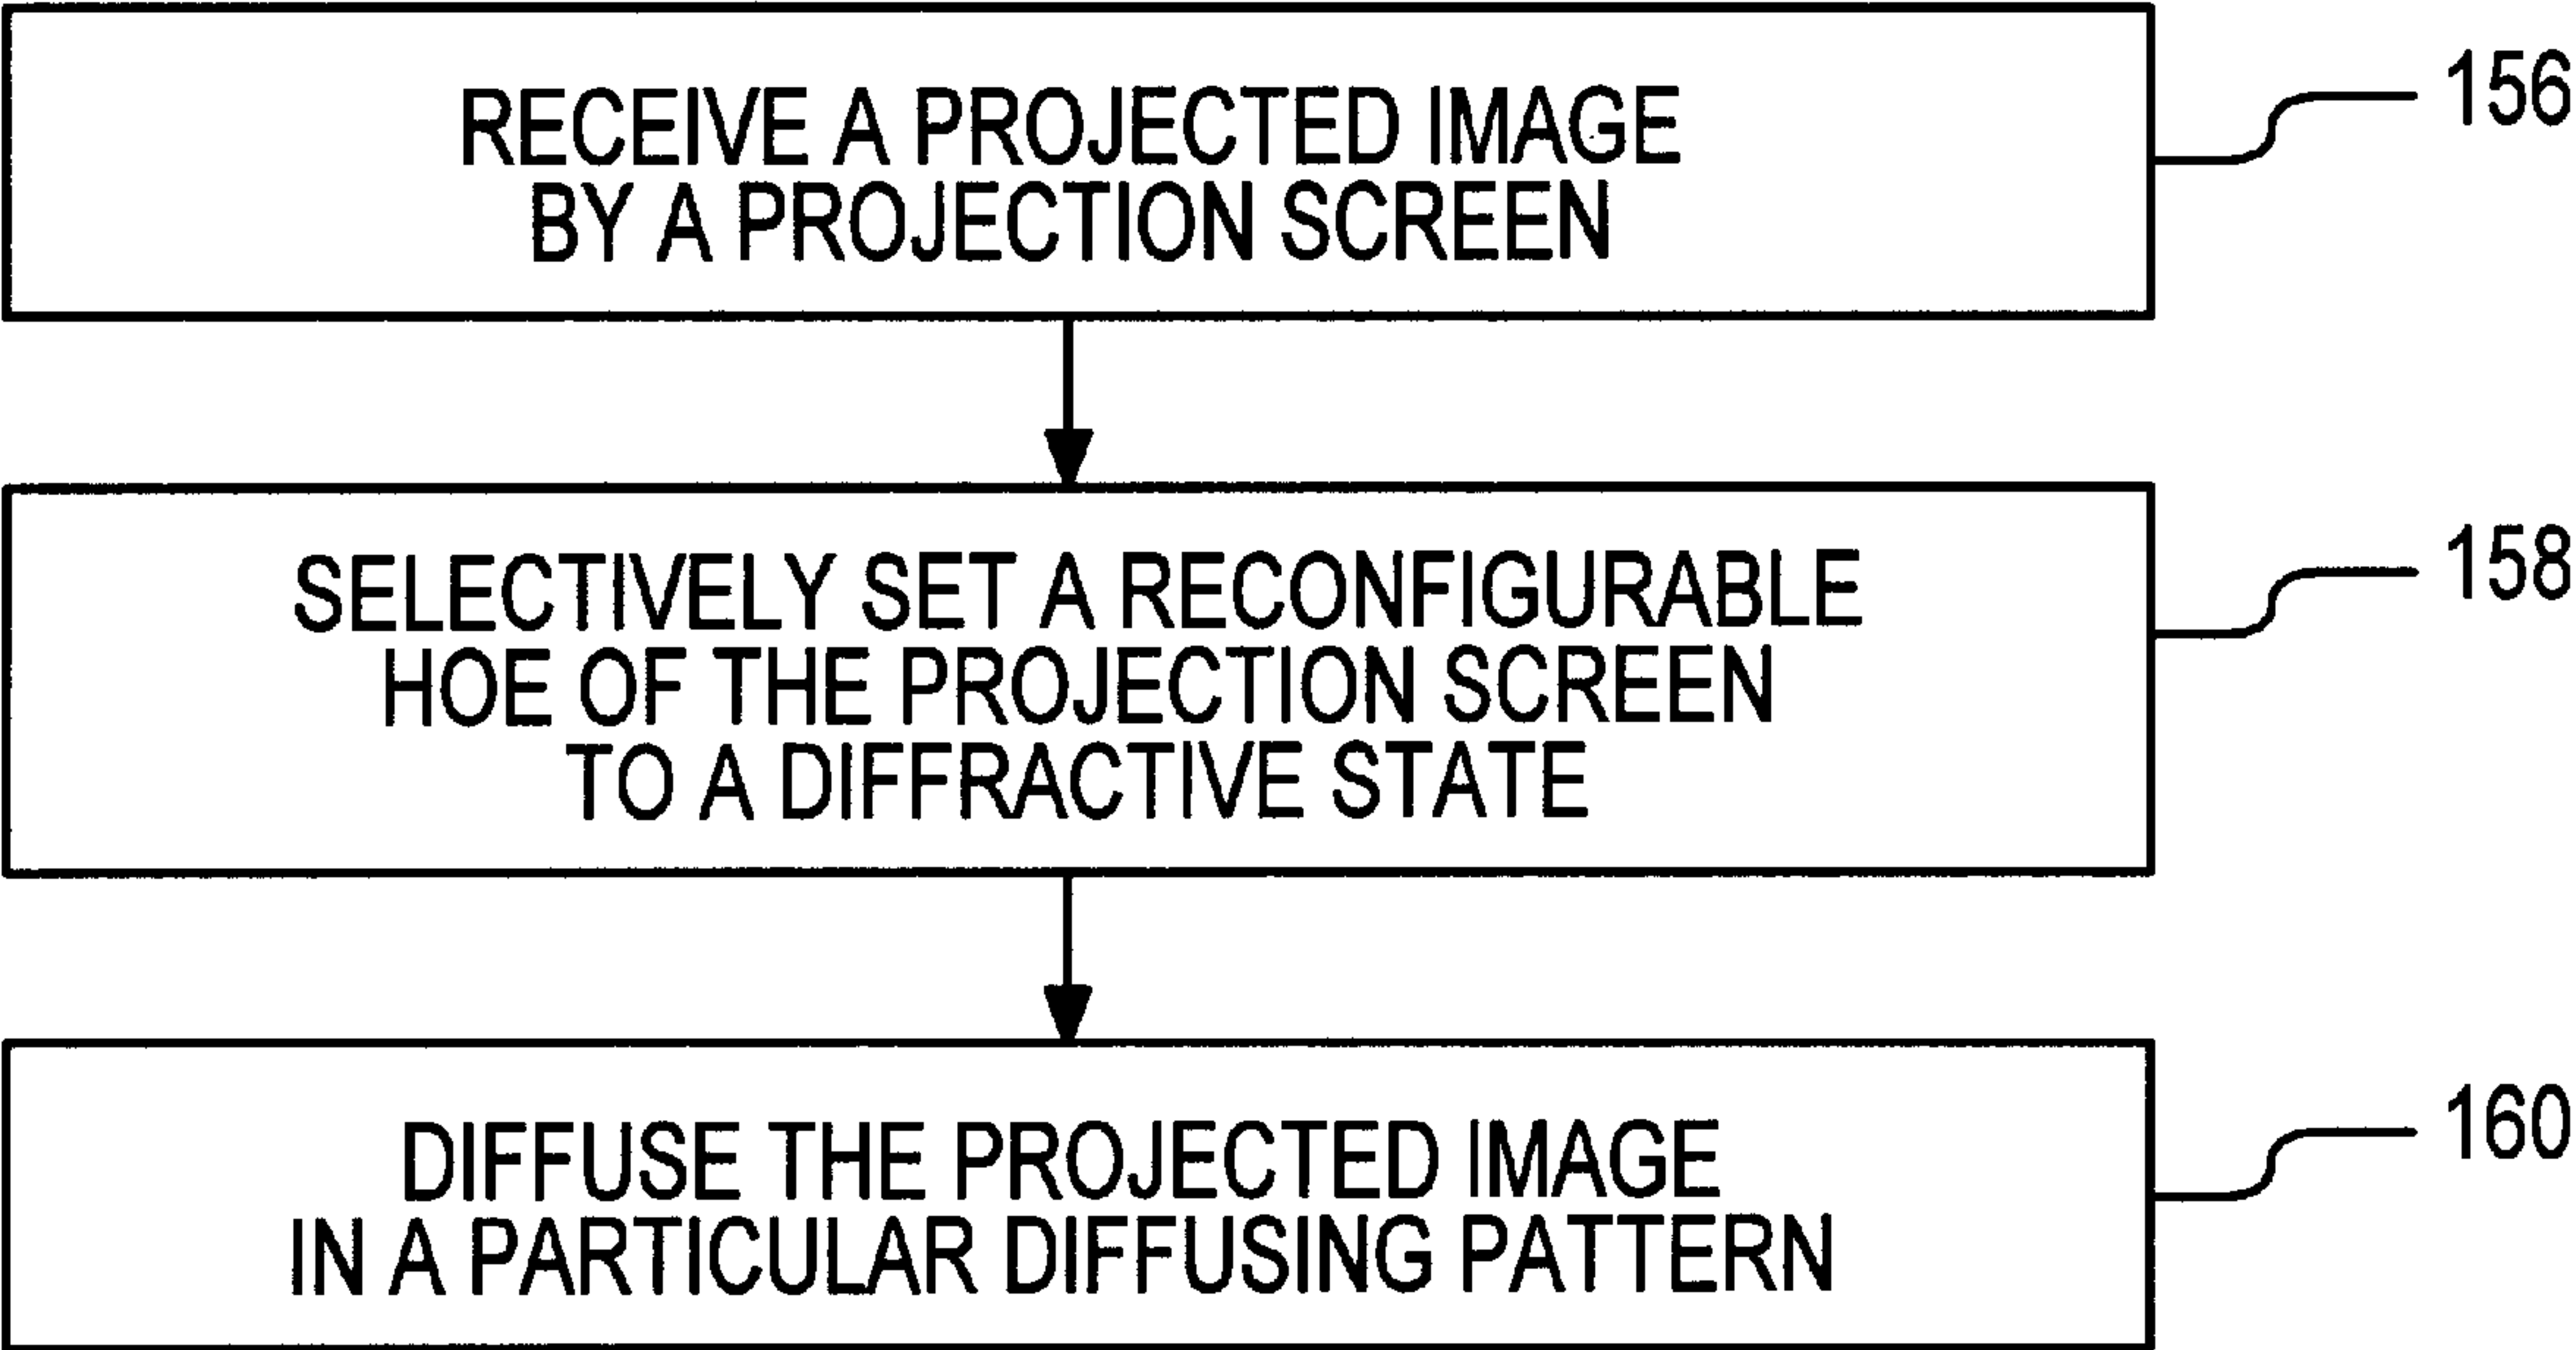 RECEIVE A PROJECTED IMAGE
BY A PROJECTION SCREEN
156
SELECTIVELY SET A RECONFIGURABLE
HOE OF THE PROJECTION SCREEN
TO A DIFFRACTIVE STATE
158
DIFFUSE THE PROJECTED IMAGE
IN A PARTICULAR DIFFUSING PATTERN
160